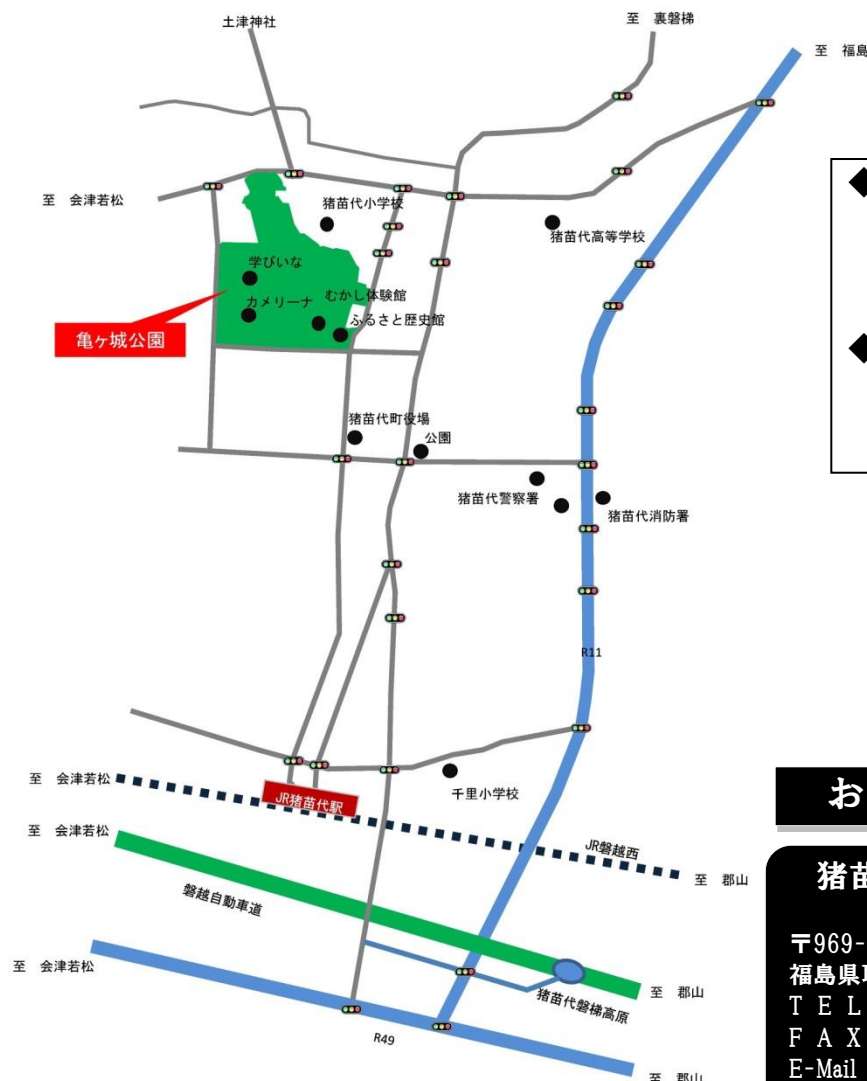 土津神社
至 裏磐梯
至 福島
至 会津若松
猪苗代小学校
猪苗代高等学校
学びいな
カメリーナ
むかし体験館
ふるさと歴史館
亀ヶ城公園
猪苗代町役場
公園
猪苗代警察署
猪苗代消防署
R11
至 会津若松
JR猪苗代駅
千里小学校
JR磐越西
至 郡山
至 会津若松
磐越自動車道
至 会津若松
猪苗代磐梯高原
至 郡山
R49
至 郡山
◆
◆
お
猪苗
〒969-
福島県
TEL
FAX
E-Mail